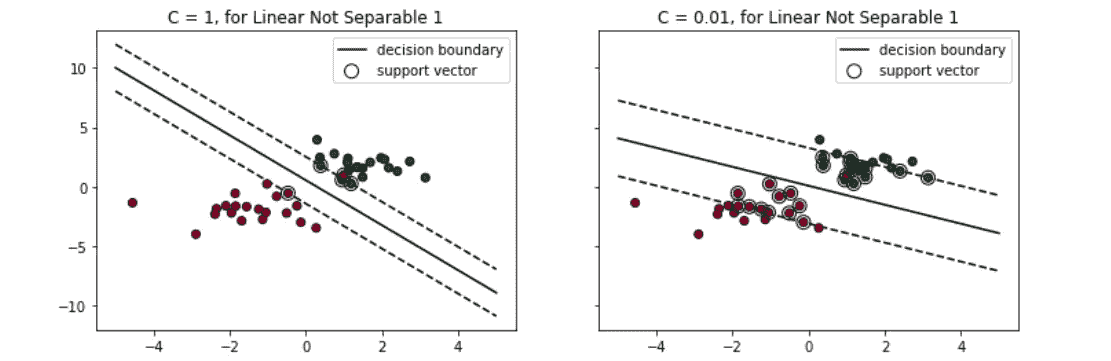 C = 1, for Linear Not Separable 1
decision boundary
support vector
10
5
0
−5
−10
−4
−2
0
2
4
C = 0.01, for Linear Not Separable 1
decision boundary
support vector
−4
−2
0
2
4